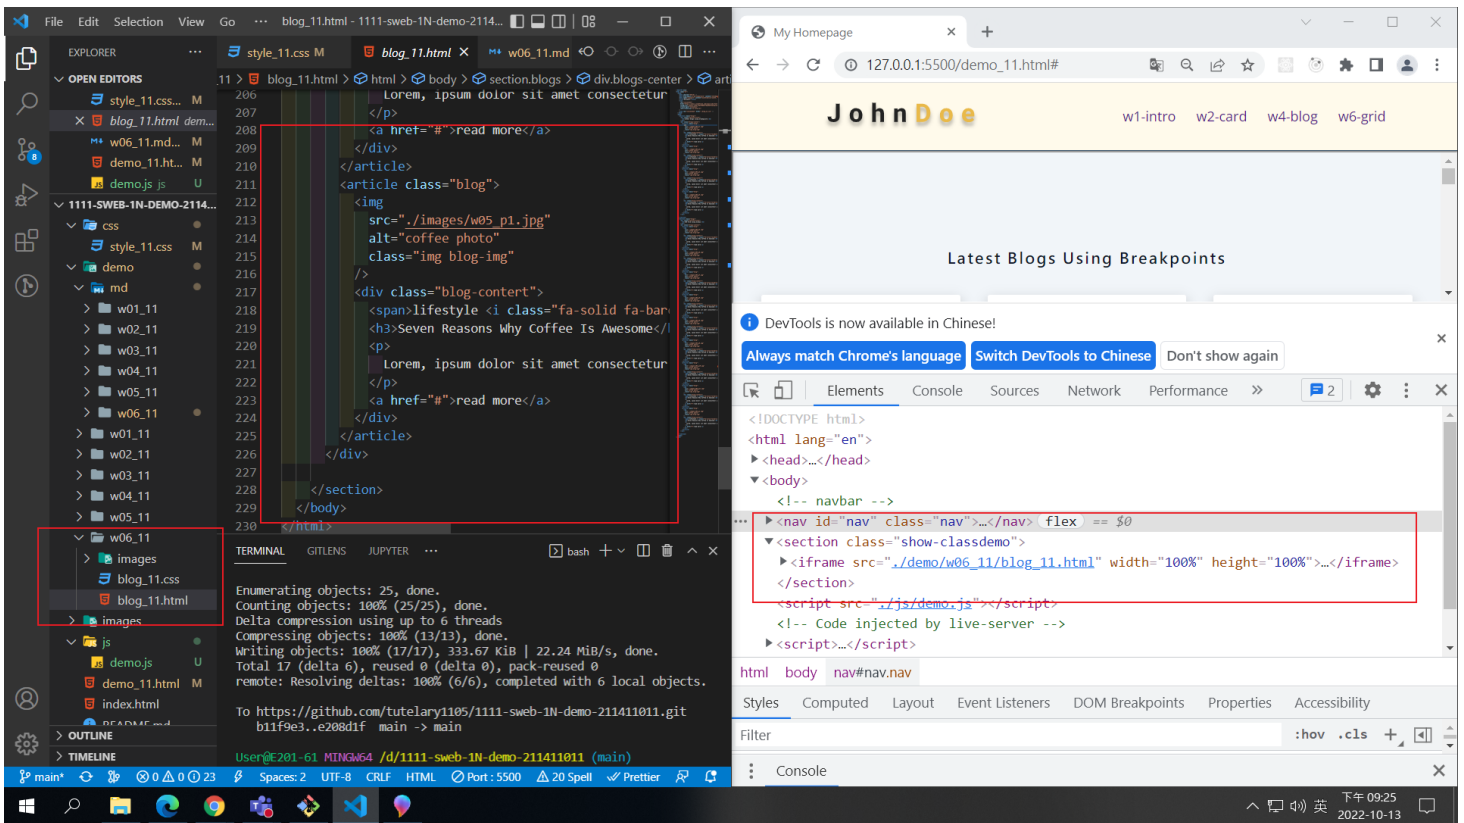 File Edit Selection View Go ··· blog_11.html - 1111-sweb-1N-demo-2114...
EXPLORER ···
OPEN EDITORS
style_11.css... M
blog_11.html dem...
w06_11.md... M
demo_11.ht... M
demo.js js U
1111-SWEB-1N-DEMO-2114...
css
style_11.css M
demo
md
w01_11
w02_11
w03_11
w04_11
w05_11
w06_11
w01_11
w02_11
w03_11
w04_11
w05_11
w06_11
images
blog_11.css
blog_11.html
images
js
demo.js U
demo_11.html M
index.html
README.md
OUTLINE
TIMELINE
8
style_11.css M blog_11.html w06_11.md ···
_11 > blog_11.html > html > body > section.blogs > div.blogs-center > arti
206 Lorem, ipsum dolor sit amet consectetur
207 </p>
208 <a href="#">read more</a>
209 </div>
210 </article>
211 <article class="blog">
212 <img
213 src="./images/w05_p1.jpg"
214 alt="coffee photo"
215 class="img blog-img"
216 />
217 <div class="blog-contert">
218 <span>lifestyle <i class="fa-solid fa-bar
219 <h3>Seven Reasons Why Coffee Is Awesome</
220 <p>
221 Lorem, ipsum dolor sit amet consectetur
222 </p>
223 <a href="#">read more</a>
224 </div>
225 </article>
226 </div>
227
228 </section>
229 </body>
230 </html>
TERMINAL GITLENS JUPYTER ··· bash
Enumerating objects: 25, done.
Counting objects: 100% (25/25), done.
Delta compression using up to 6 threads
Compressing objects: 100% (13/13), done.
Writing objects: 100% (17/17), 333.67 KiB | 22.24 MiB/s, done.
Total 17 (delta 6), reused 0 (delta 0), pack-reused 0
remote: Resolving deltas: 100% (6/6), completed with 6 local objects.
To https://github.com/tutelary1105/1111-sweb-1N-demo-211411011.git
b11f9e3..e208d1f main -> main
User@E201-61 MINGW64 /d/1111-sweb-1N-demo-211411011 (main)
main* 0 0 23 Spaces: 2 UTF-8 CRLF HTML Port : 5500 20 Spell Prettier
My Homepage
127.0.0.1:5500/demo_11.html#
JohnDoe
w1-intro w2-card w4-blog w6-grid
Latest Blogs Using Breakpoints
DevTools is now available in Chinese!
Always match Chrome's language Switch DevTools to Chinese Don't show again
Elements Console Sources Network Performance » 2
<!DOCTYPE html>
<html lang="en">
<head>…</head>
<body>
<!-- navbar -->
··· <nav id="nav" class="nav">…</nav> flex == $0
<section class="show-classdemo">
<iframe src="./demo/w06_11/blog_11.html" width="100%" height="100%">…</iframe>
</section>
<script src="./js/demo.js"></script>
<!-- Code injected by live-server -->
<script>…</script>
html body nav#nav.nav
Styles Computed Layout Event Listeners DOM Breakpoints Properties Accessibility
Filter :hov .cls
Console
英 下午 09:25
2022-10-13